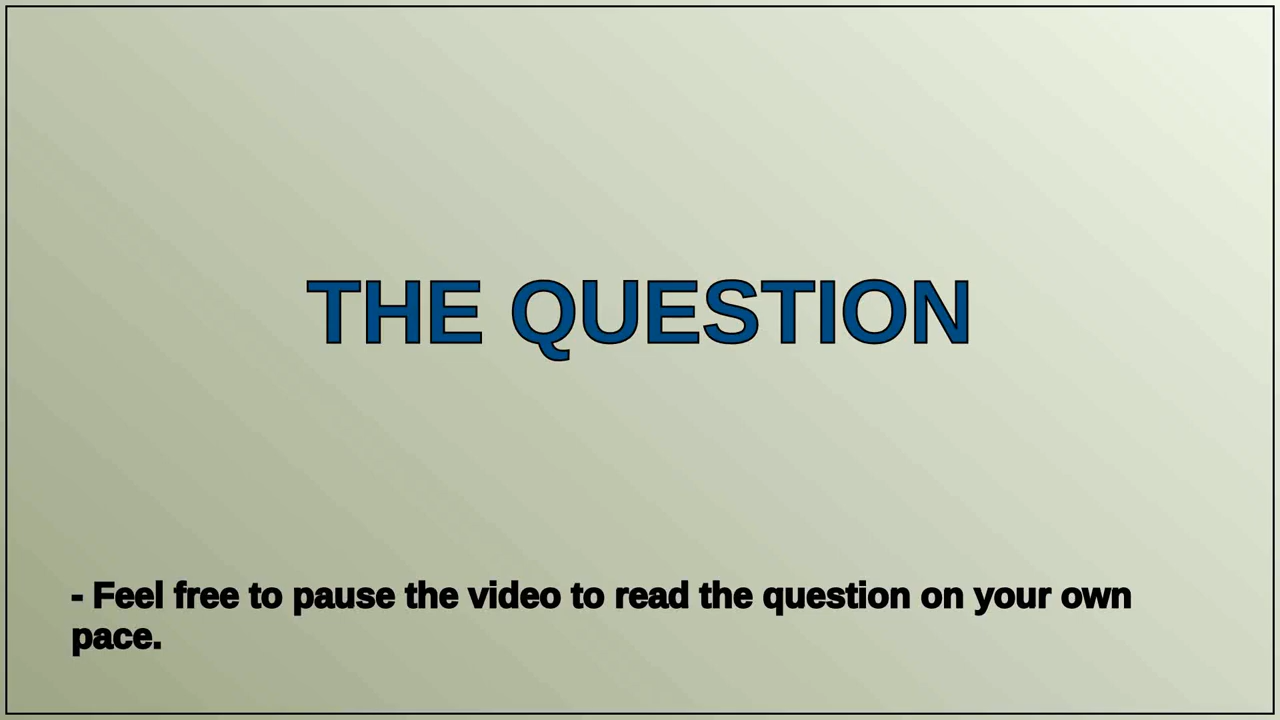 THE QUESTION
- Feel free to pause the video to read the question on your own
pace.